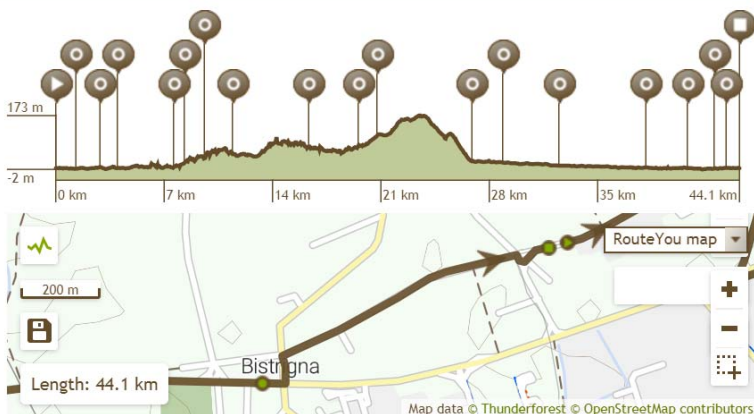 173 m
-2 m
0 km 7 km 14 km 21 km 28 km 35 km 44.1 km
RouteYou map
200 m
Bistrigna
Length: 44.1 km
Map data © Thunderforest © OpenStreetMap contributor